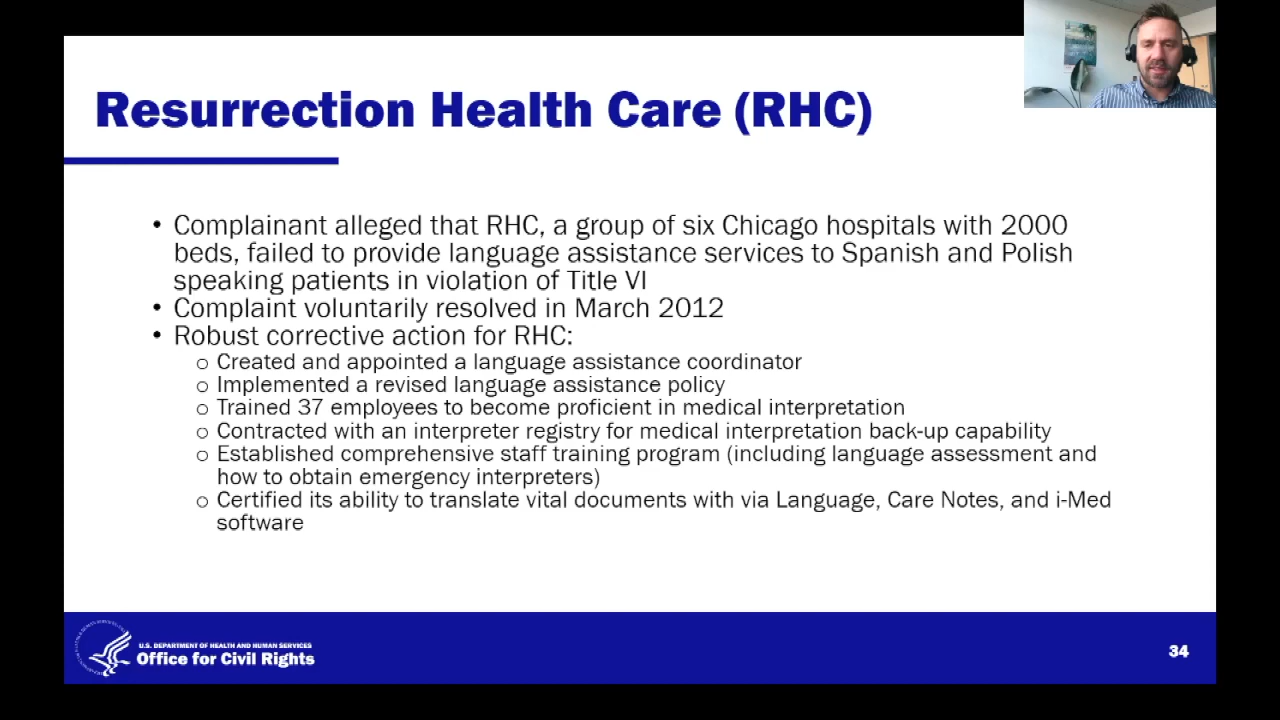 Resurrection Health Care (RHC)
• Complainant alleged that RHC, a group of six Chicago hospitals with 2000
beds, failed to provide language assistance services to Spanish and Polish
speaking patients in violation of Title VI
• Complaint voluntarily resolved in March 2012
• Robust corrective action for RHC:
o Created and appointed a language assistance coordinator
o Implemented a revised language assistance policy
o Trained 37 employees to become proficient in medical interpretation
o Contracted with an interpreter registry for medical interpretation back-up capability
o Established comprehensive staff training program (including language assessment and
how to obtain emergency interpreters)
o Certified its ability to translate vital documents with via Language, Care Notes, and i-Med
software
U.S. DEPARTMENT OF HEALTH AND HUMAN SERVICES
Office for Civil Rights
34